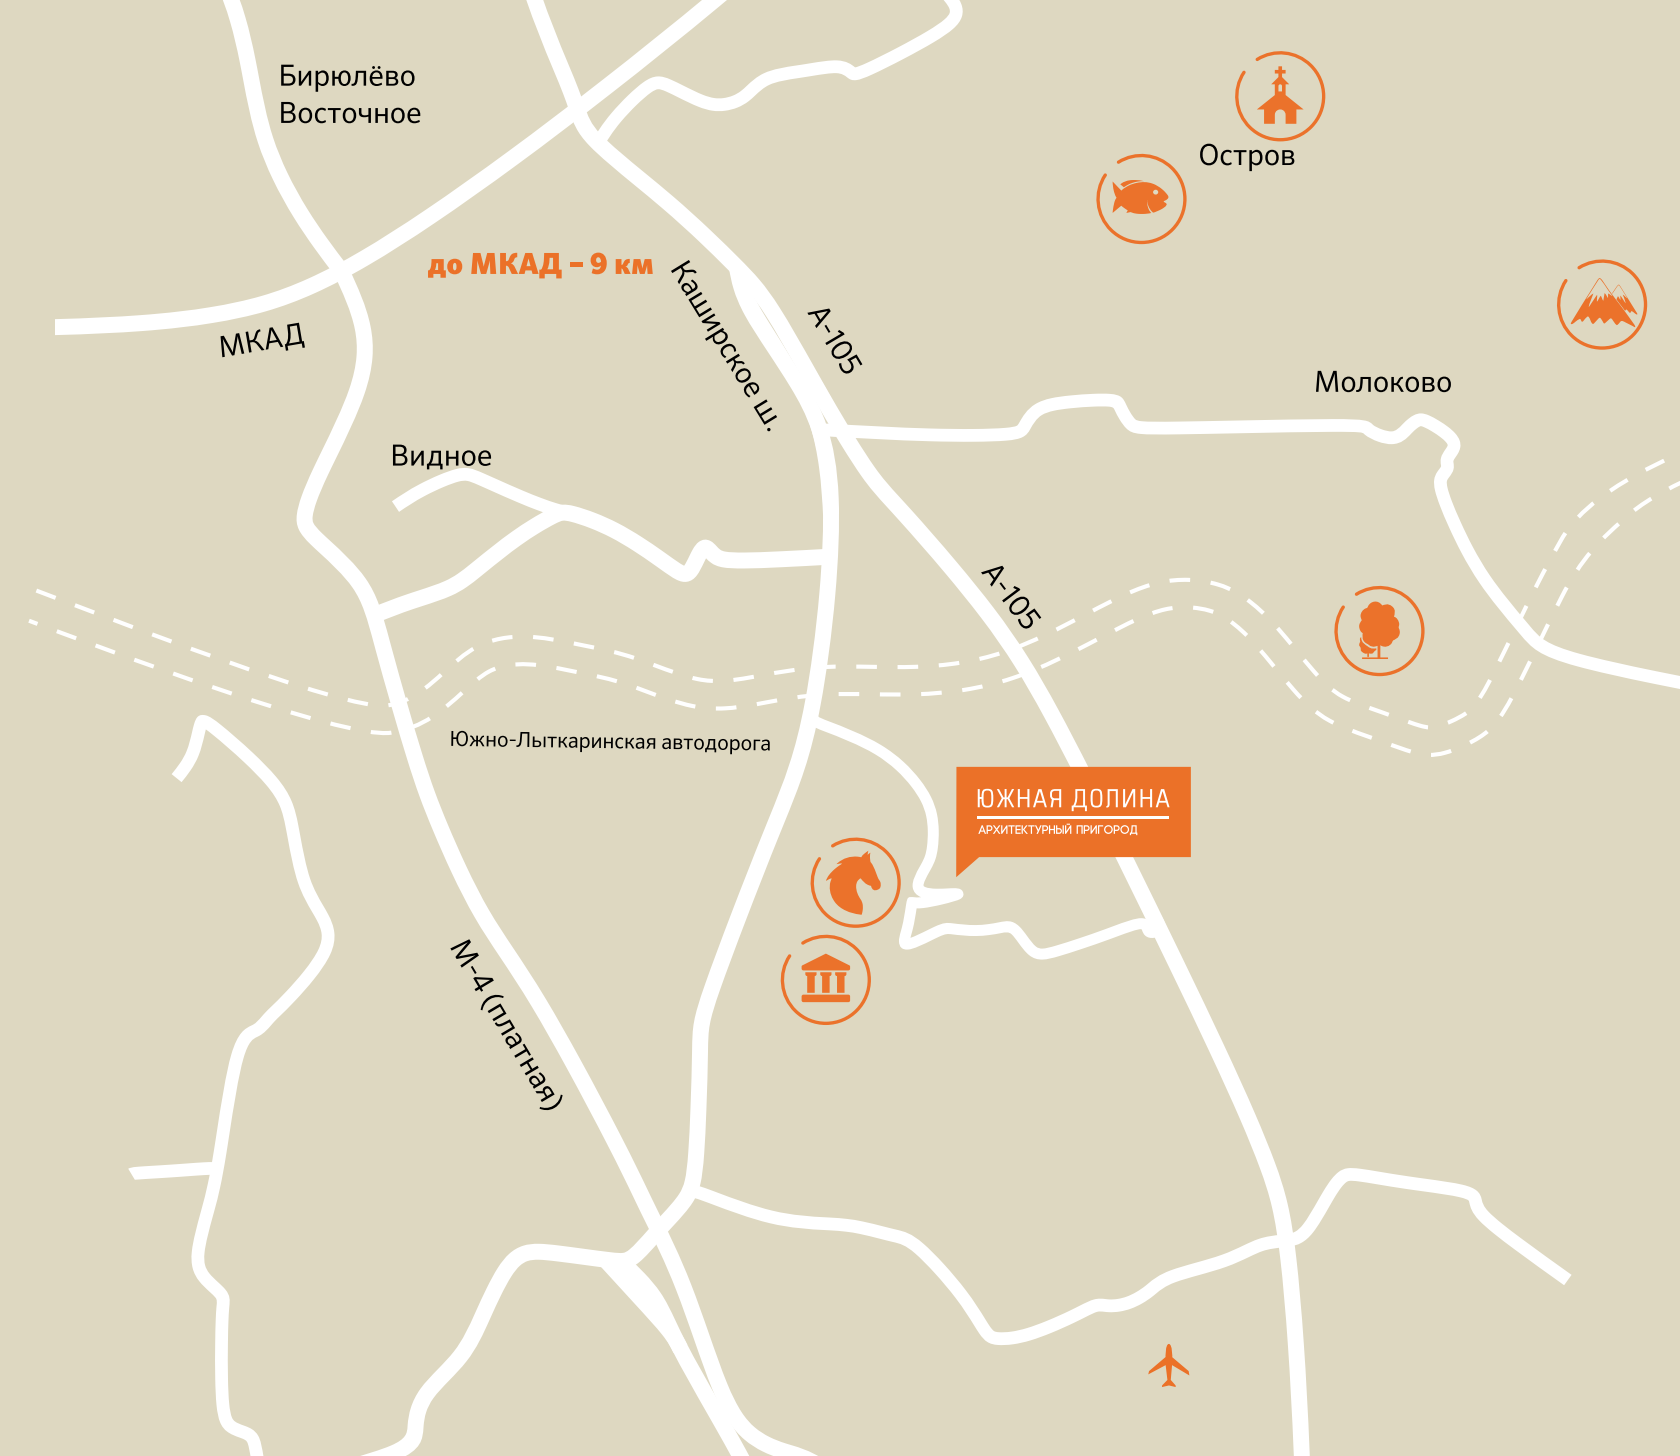 Бирюлёво
Восточное
Остров
до МКАД – 9 км
Каширское ш.
А-105
МКАД
Молоково
Видное
А-105
Южно-Лыткаринская автодорога
ЮЖНАЯ ДОЛИНА
АРХИТЕКТУРНЫЙ ПРИГОРОД
М-4 (платная)